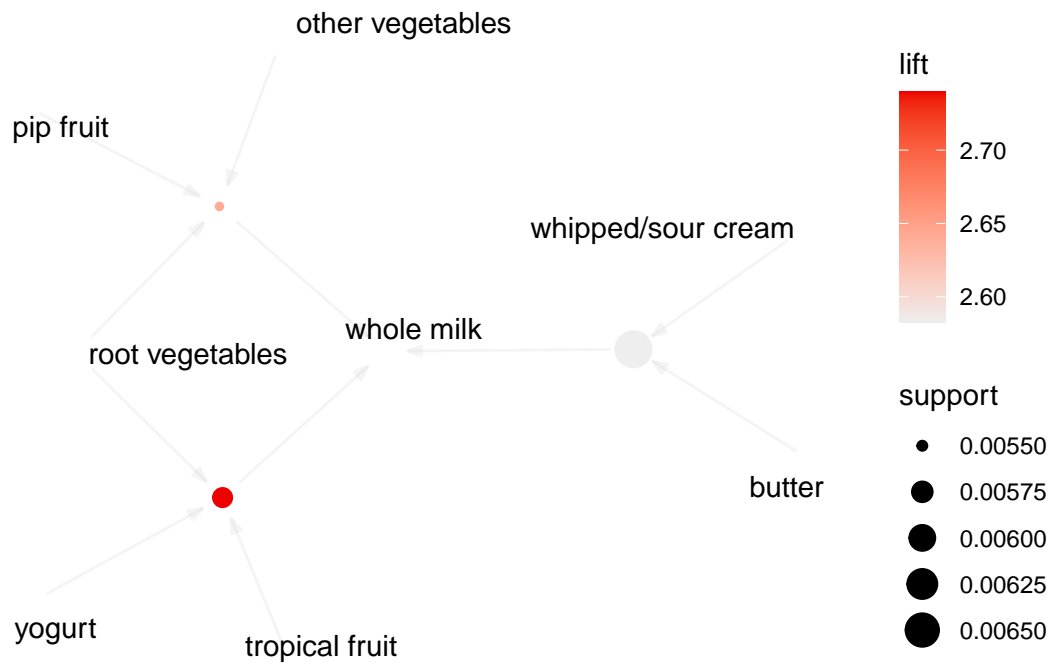 other vegetables
lift
pip fruit
2.70
whipped/sour cream
2.65
2.60
whole milk
root vegetables
support
0.00550
butter
0.00575
0.00600
0.00625
yogurt
0.00650
tropical fruit